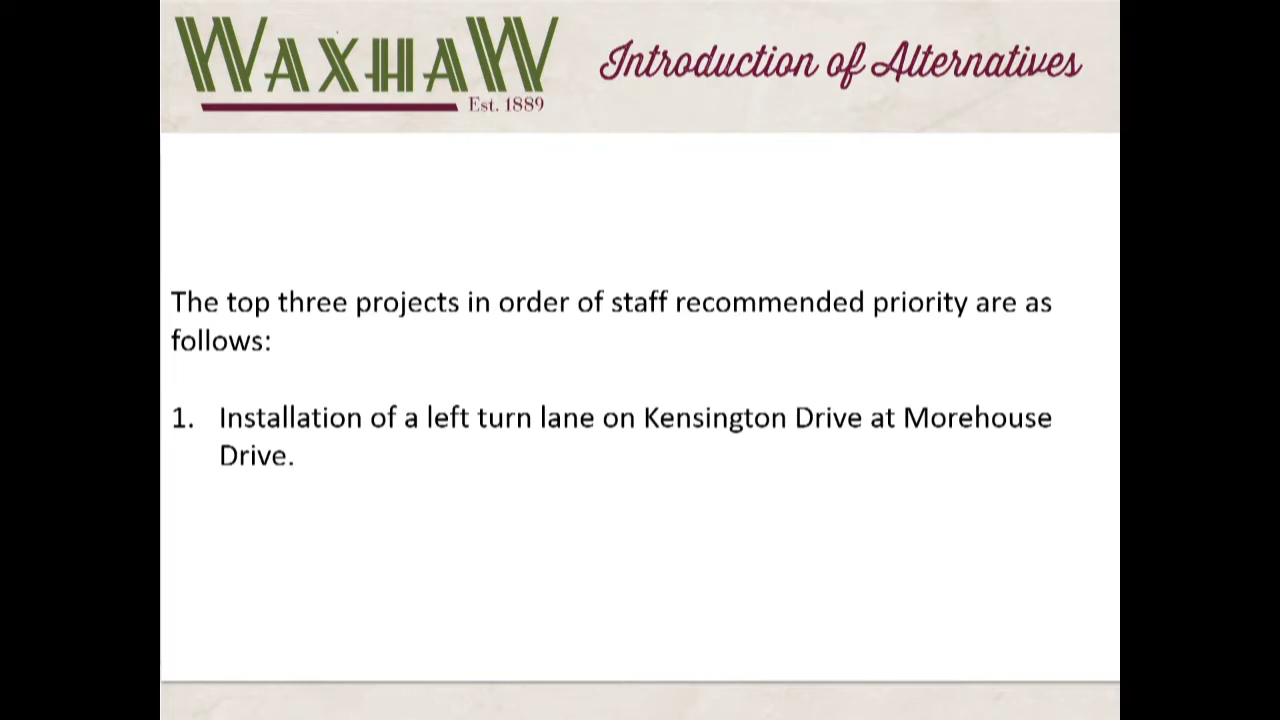 WAXHAW
Est. 1889
Introduction of Alternatives
The top three projects in order of staff recommended priority are as
follows:
1. Installation of a left turn lane on Kensington Drive at Morehouse
Drive.